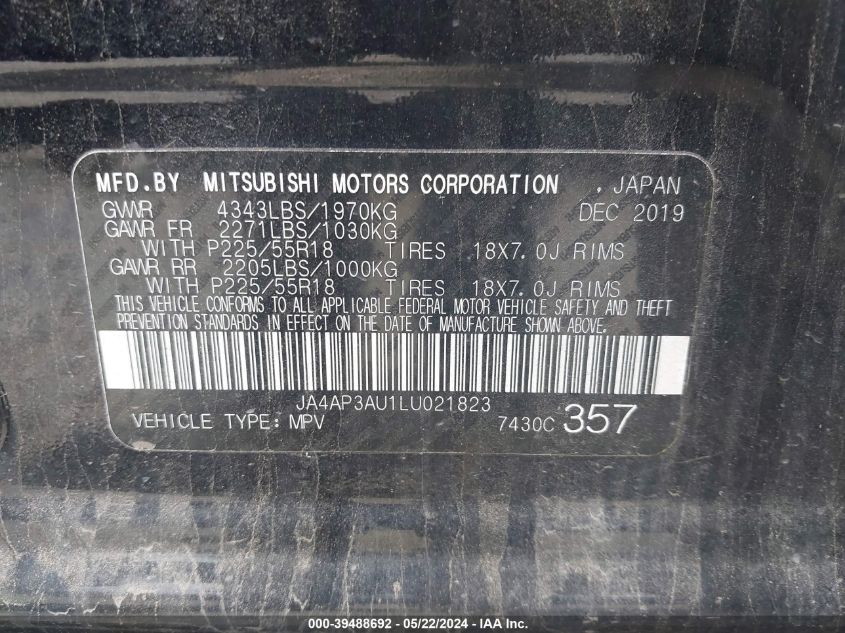 MFD.BY MITSUBISHI MOTORS CORPORATION . JAPAN
GVWR 4343LBS/1970KG DEC 2019
GAWR FR 2271LBS/1030KG
WITH P225/55R18 TIRES 18X7.0J RIMS
GAWR RR 2205LBS/1000KG
WITH P225/55R18 TIRES 18X7.0J RIMS
THIS VEHICLE CONFORMS TO ALL APPLICABLE FEDERAL MOTOR VEHICLE SAFETY AND THEFT
PREVENTION STANDARDS IN EFFECT ON THE DATE OF MANUFACTURE SHOWN ABOVE.
JA4AP3AU1LU021823
VEHICLE TYPE: MPV 7430C 357
000-39488692 - 05/22/2024 - © IAA, Inc.